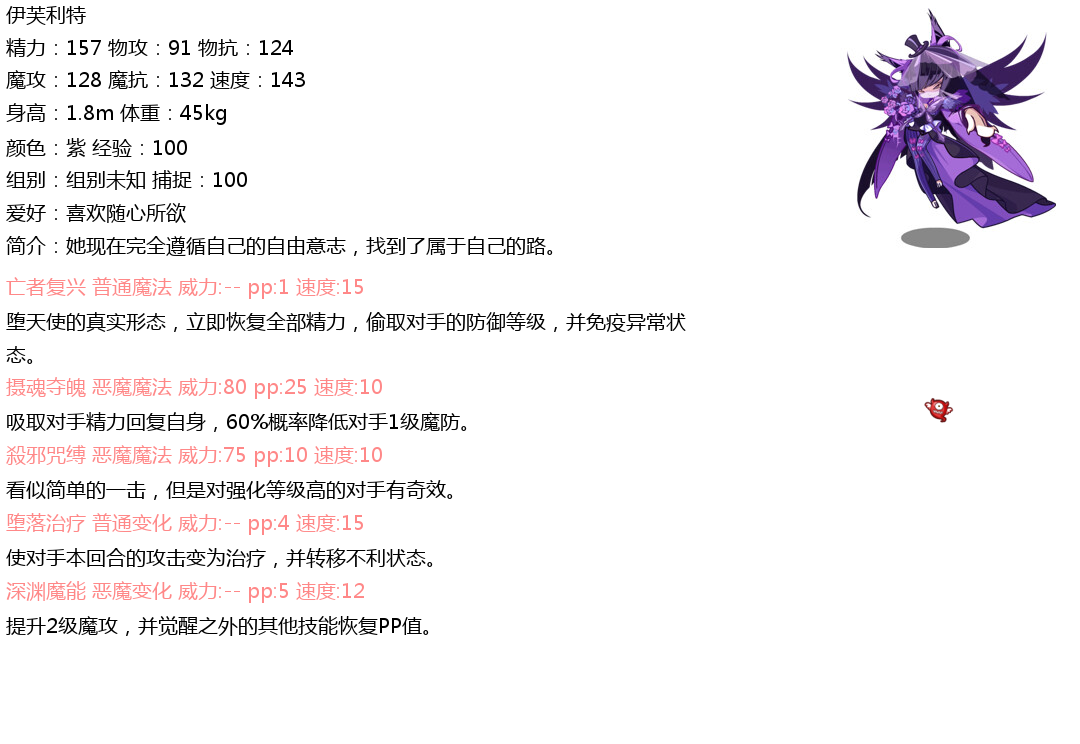 伊芙利特
精力：157 物攻：91 物抗：124
魔攻：128 魔抗：132 速度：143
身高：1.8m 体重：45kg
颜色：紫 经验：100
组别：组别未知 捕捉：100
爱好：喜欢随心所欲
简介：她现在完全遵循自己的自由意志，找到了属于自己的路。
亡者复兴 普通魔法 威力:-- pp:1 速度:15
堕天使的真实形态，立即恢复全部精力，偷取对手的防御等级，并免疫异常状
态。
摄魂夺魄 恶魔魔法 威力:80 pp:25 速度:10
吸取对手精力回复自身，60%概率降低对手1级魔防。
殺邪咒缚 恶魔魔法 威力:75 pp:10 速度:10
看似简单的一击，但是对强化等级高的对手有奇效。
堕落治疗 普通变化 威力:-- pp:4 速度:15
使对手本回合的攻击变为治疗，并转移不利状态。
深渊魔能 恶魔变化 威力:-- pp:5 速度:12
提升2级魔攻，并觉醒之外的其他技能恢复PP值。